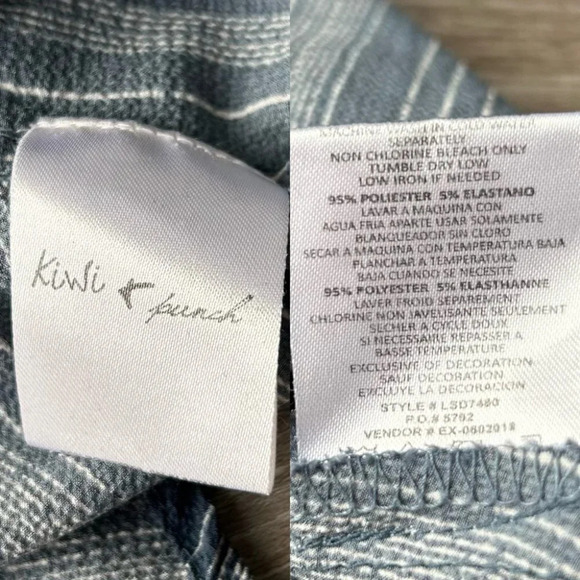 Kiwi + punch
MACHINE WASH IN COLD WATER
SEPARATELY
NON CHLORINE BLEACH ONLY
TUMBLE DRY LOW
LOW IRON IF NEEDED
95% POLIESTER 5% ELASTANO
LAVAR A MAQUINA CON
AGUA FRIA APARTE USAR SOLAMENTE
BLANQUEADOR SIN CLORO
SECAR A MAQUINA CON TEMPERATURA BAJA
PLANCHAR A TEMPERATURA
BAJA CUANDO SE NECESITE
95% POLYESTER 5% ELASTHANNE
LAVER FROID SEPAREMENT
CHLORINE NON JAVELISANTE SEULEMENT
SECHER A CYCLE DOUX
SI NECESSAIRE REPASSER A
BASSE TEMPERATURE
EXCLUSIVE OF DECORATION
SAUF DECORATION
EXCLUYE LA DECORACION
STYLE # LSD7460
P.O.# 5762
VENDOR # EX-0602018